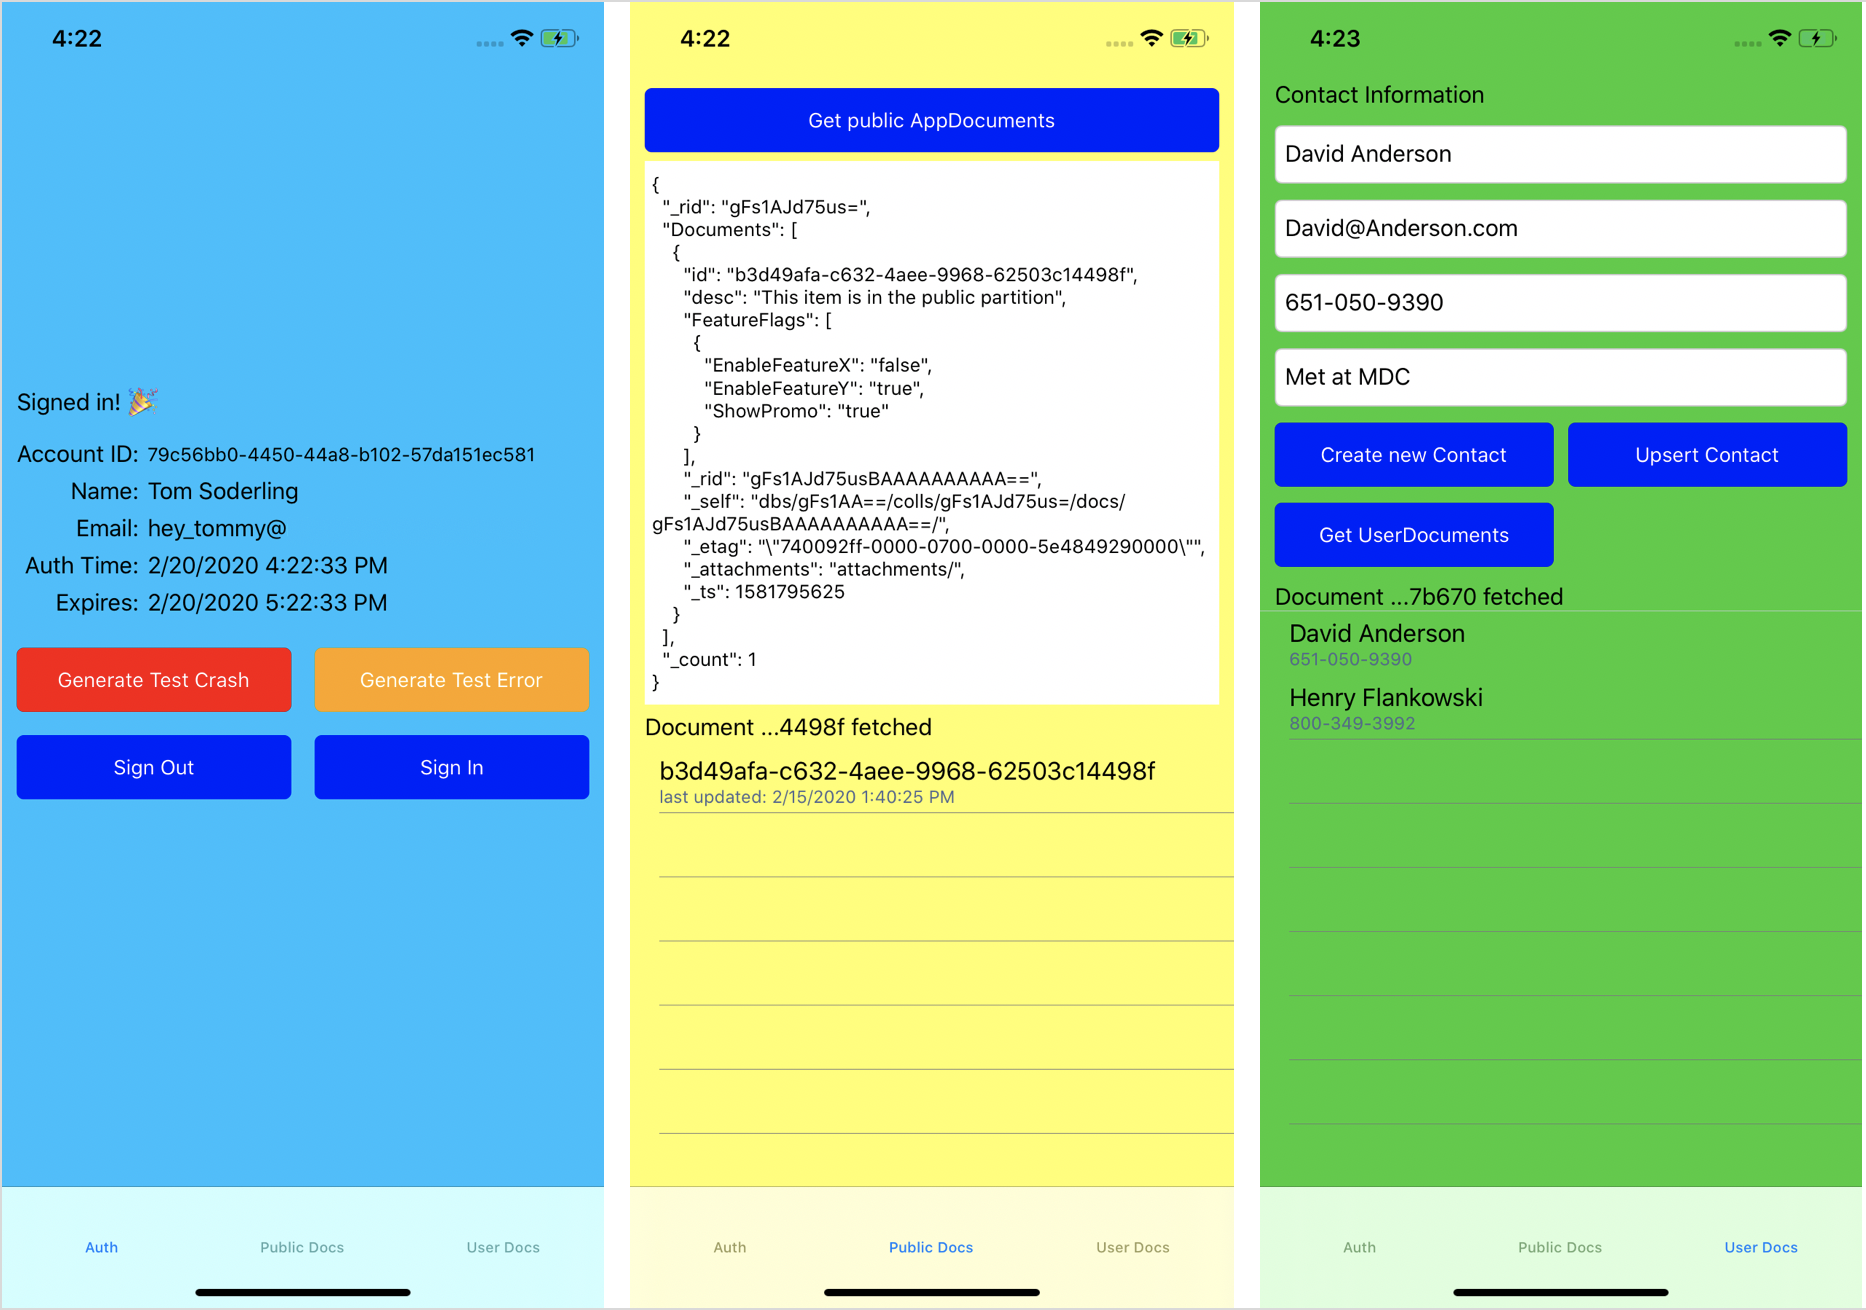 4:22
Signed in! 🎉
Account ID: 79c56bb0-4450-44a8-b102-57da151ec581
Name: Tom Soderling
Email: hey_tommy@
Auth Time: 2/20/2020 4:22:33 PM
Expires: 2/20/2020 5:22:33 PM
Generate Test Crash
Generate Test Error
Sign Out
Sign In
Auth
Public Docs
User Docs
4:22
Get public AppDocuments
{
"_rid": "gFs1AJd75us=",
"Documents": [
{
"id": "b3d49afa-c632-4aee-9968-62503c14498f",
"desc": "This item is in the public partition",
"FeatureFlags": [
{
"EnableFeatureX": "false",
"EnableFeatureY": "true",
"ShowPromo": "true"
}
],
"_rid": "gFs1AJd75usBAAAAAAAAAA==",
"_self": "dbs/gFs1AA==/colls/gFs1AJd75us=/docs/
gFs1AJd75usBAAAAAAAAAA==/",
"_etag": "\"740092ff-0000-0700-0000-5e4849290000\"",
"_attachments": "attachments/",
"_ts": 1581795625
}
],
"_count": 1
}
Document ...4498f fetched
b3d49afa-c632-4aee-9968-62503c14498f
last updated: 2/15/2020 1:40:25 PM
Auth
Public Docs
User Docs
4:23
Contact Information
David Anderson
David@Anderson.com
651-050-9390
Met at MDC
Create new Contact
Upsert Contact
Get UserDocuments
Document ...7b670 fetched
David Anderson
651-050-9390
Henry Flankowski
800-349-3992
Auth
Public Docs
User Docs